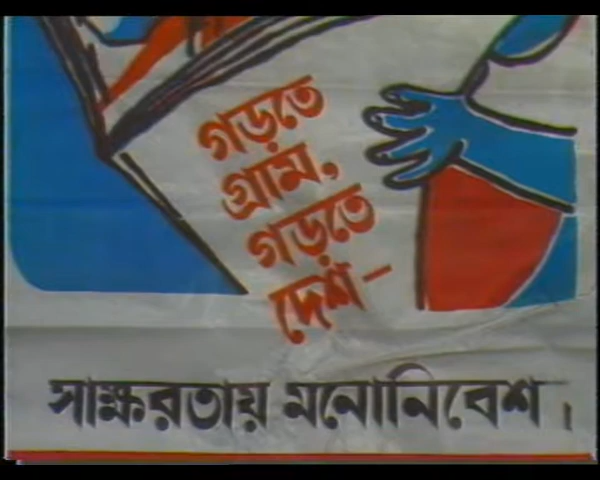 গড়তে
গ্রাম,
গড়তে
দেশ –
সাক্ষরতায় মনোনিবেশ।